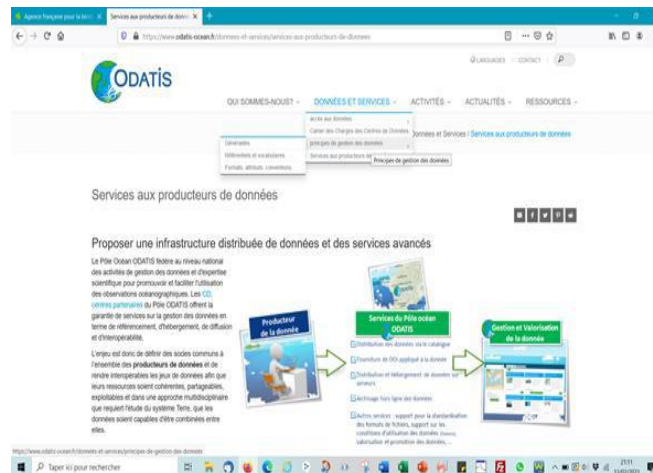 Agence française pour la
Services aux producteurs de donn
https://www.odatis-ocean.fr/donnees-et-services/services-aux-producteurs-de-donnees
LANGUAGES
CONTACT
ODATIS
QUI SOMMES-NOUS?
DONNÉES ET SERVICES
ACTIVITÉS
ACTUALITÉS
RESSOURCES
accès aux données
Cahier des Charges des Centres de Données
principes de gestion des données
Services aux producteurs de
Principes de gestion des données
Généralités
Référentiels et vocabulaires
Formats, attributs, conventions
Données et Services / Services aux producteurs de données
Services aux producteurs de données
Proposer une infrastructure distribuée de données et des services avancés
Le Pôle Océan ODATIS fédère au niveau national
des activités de gestion des données et d'expertise
scientifique pour promouvoir et faciliter l'utilisation
des observations océanographiques. Les CD,
centres partenaires du Pôle ODATIS offrent la
garantie de services sur la gestion des données en
terme de référencement, d'hébergement, de diffusion
et d'interopérabilité.
L'enjeu est donc de définir des socles communs à
l'ensemble des producteurs de données et de
rendre interopérables les jeux de données afin que
leurs ressources soient cohérentes, partageables,
exploitables et dans une approche multidisciplinaire
que requiert l'étude du système Terre, que les
données soient capables d'être combinées entre
elles.
Producteur
de la donnée
Services du Pôle océan
ODATIS
Distribution des données via le catalogue
Fourniture de DOI appliqué à la donnée
Distribution et hébergement de données sur
serveurs
Archivage hors ligne des données
Autres services : support pour la standardisation
des formats de fichiers, support sur les
conditions d'utilisation des données
valorisation et promotion des données, ...
Gestion et Valorisation
de la donnée
https://www.odatis-ocean.fr/donnees-et-services/principes-de-gestion-des-donnees
Taper ici pour rechercher
21:11